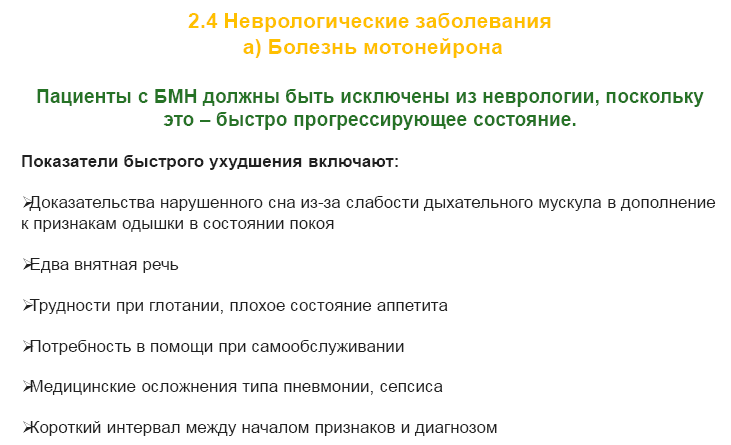 2.4 Неврологические заболевания
а) Болезнь мотонейрона
Пациенты с БМН должны быть исключены из неврологии, поскольку
это – быстро прогрессирующее состояние.
Показатели быстрого ухудшения включают:
➢Доказательства нарушенного сна из-за слабости дыхательного мускула в дополнение
к признакам одышки в состоянии покоя
➢Едва внятная речь
➢Трудности при глотании, плохое состояние аппетита
➢Потребность в помощи при самообслуживании
➢Медицинские осложнения типа пневмонии, сепсиса
➢Короткий интервал между началом признаков и диагнозом